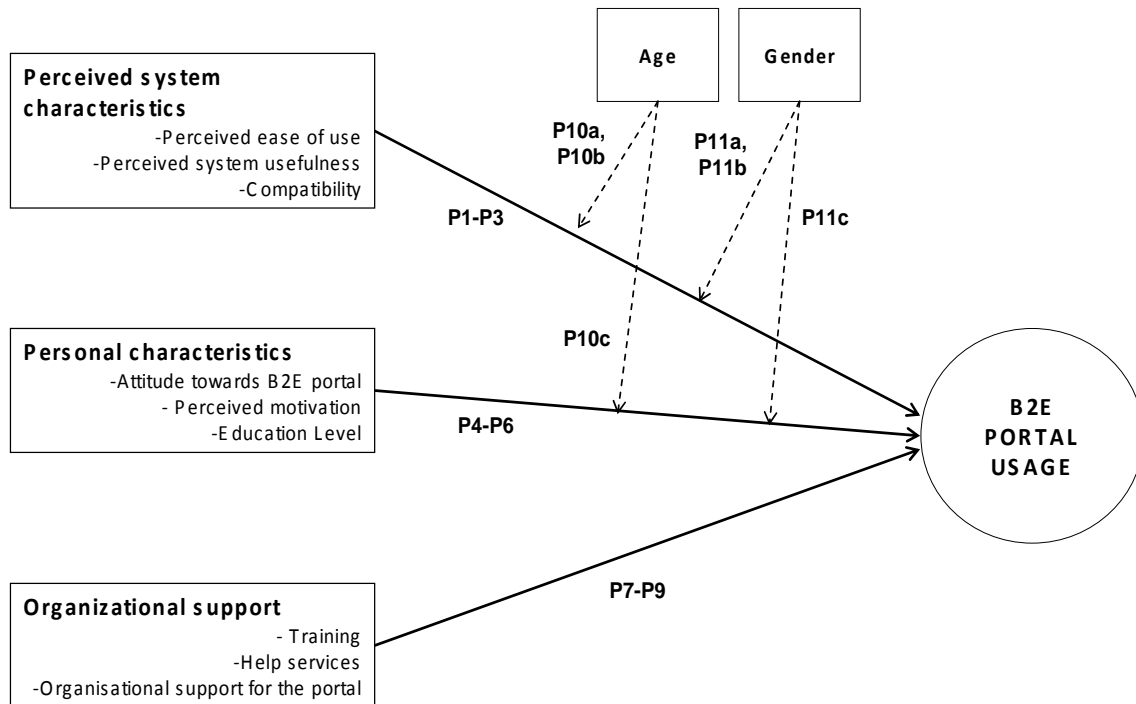 Age
Gender
Perceived system
characteristics
-Perceived ease of use
-Perceived system usefulness
-Compatibility
P10a,
P10b
P11a,
P11b
P1-P3
P11c
P10c
Personal characteristics
-Attitude towards B2E portal
- Perceived motivation
-Education Level
P4-P6
B2E
PORTAL
USAGE
P7-P9
Organizational support
- Training
-Help services
-Organisational support for the portal